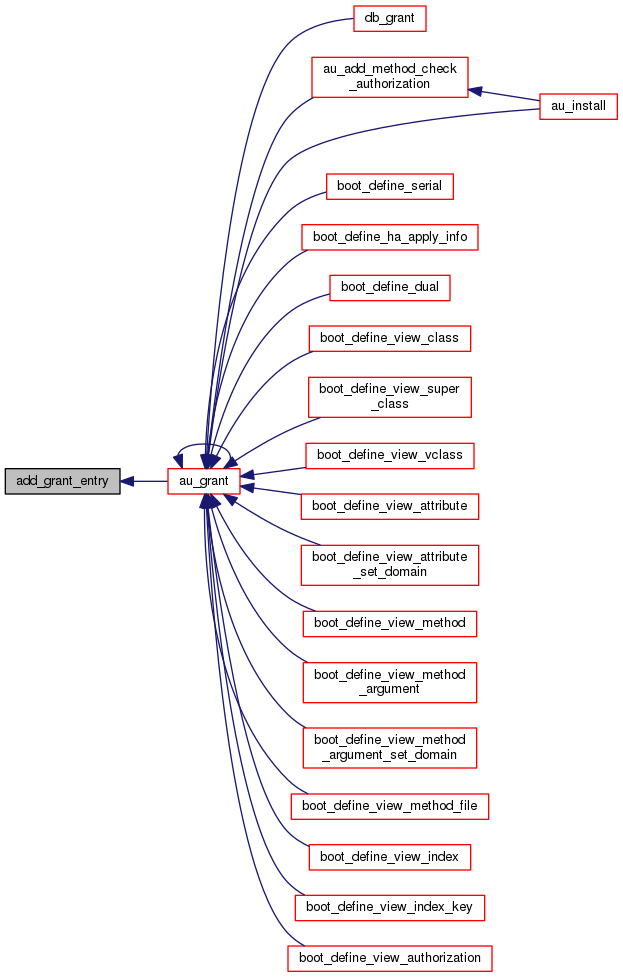 db_grant
au_add_method_check
_authorization
au_install
boot_define_serial
boot_define_ha_apply_info
boot_define_dual
boot_define_view_class
boot_define_view_super
_class
boot_define_view_vclass
add_grant_entry
au_grant
boot_define_view_attribute
boot_define_view_attribute
_set_domain
boot_define_view_method
boot_define_view_method
_argument
boot_define_view_method
_argument_set_domain
boot_define_view_method_file
boot_define_view_index
boot_define_view_index_key
boot_define_view_authorization